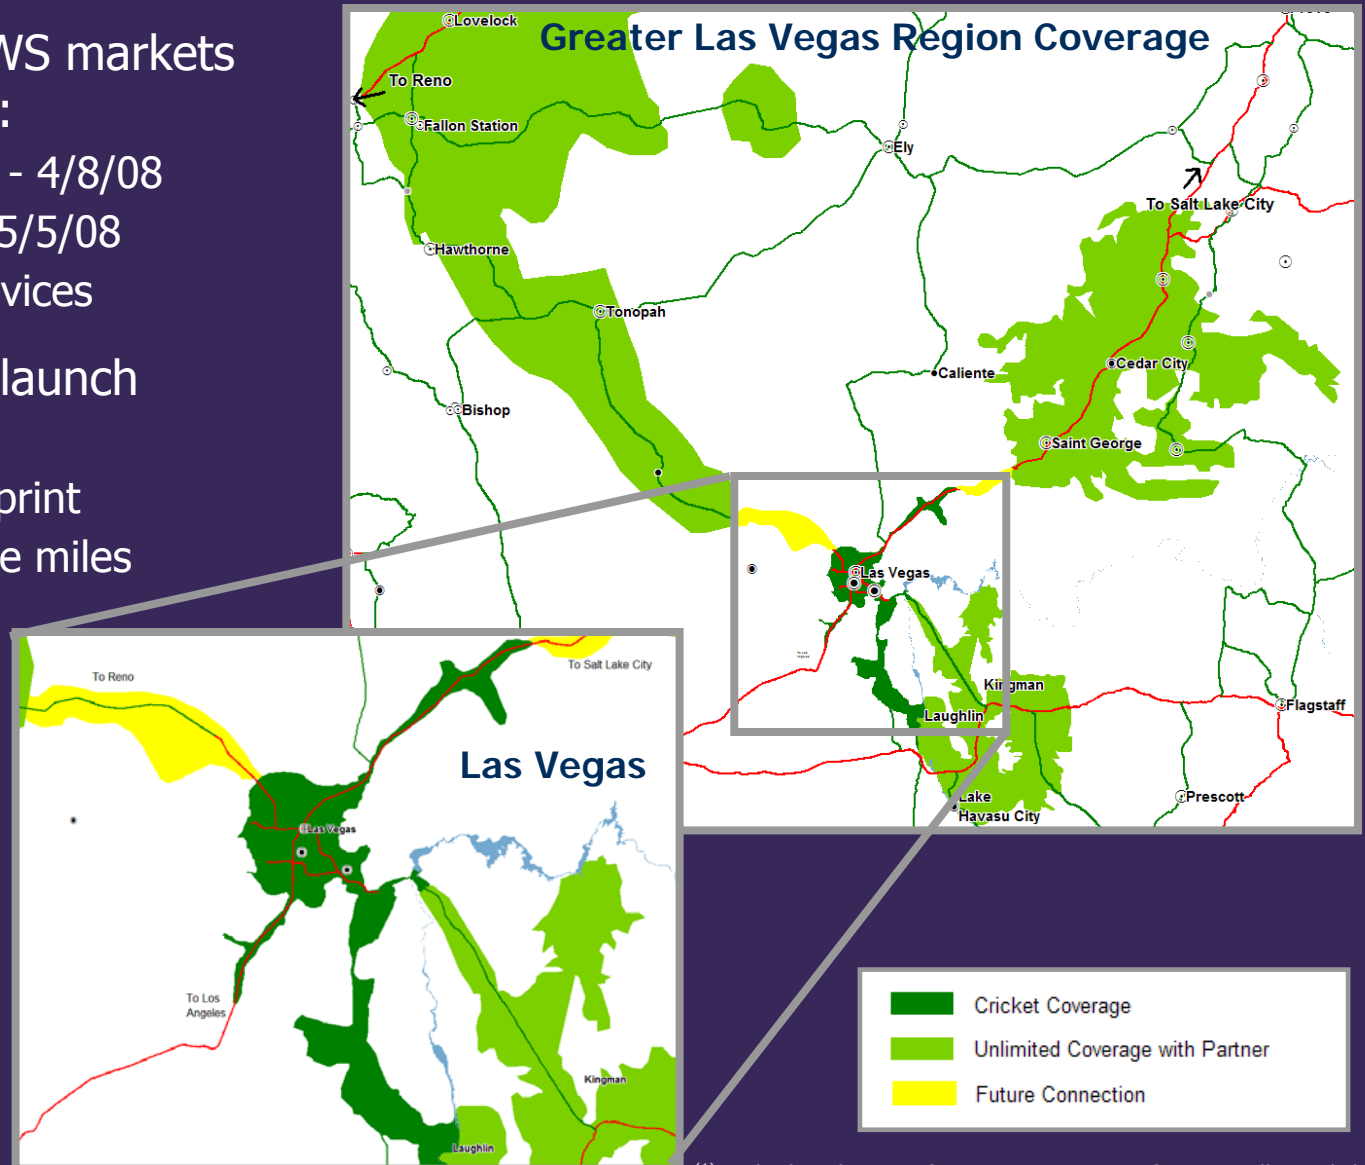 WS markets
:
- 4/8/08
5/5/08
vices
launch
print
e miles
Greater Las Vegas Region Coverage
Lovelock
To Reno
Fallon Station
Ely
To Salt Lake City
Hawthorne
Tonopah
Cedar City
Caliente
Bishop
Saint George
Las Vegas
Kingman
Laughlin
Flagstaff
Lake
Havasu City
Prescott
To Reno
To Salt Lake City
Las Vegas
Las Vegas
To Los
Angeles
Kingman
Laughlin
Cricket Coverage
Unlimited Coverage with Partner
Future Connection